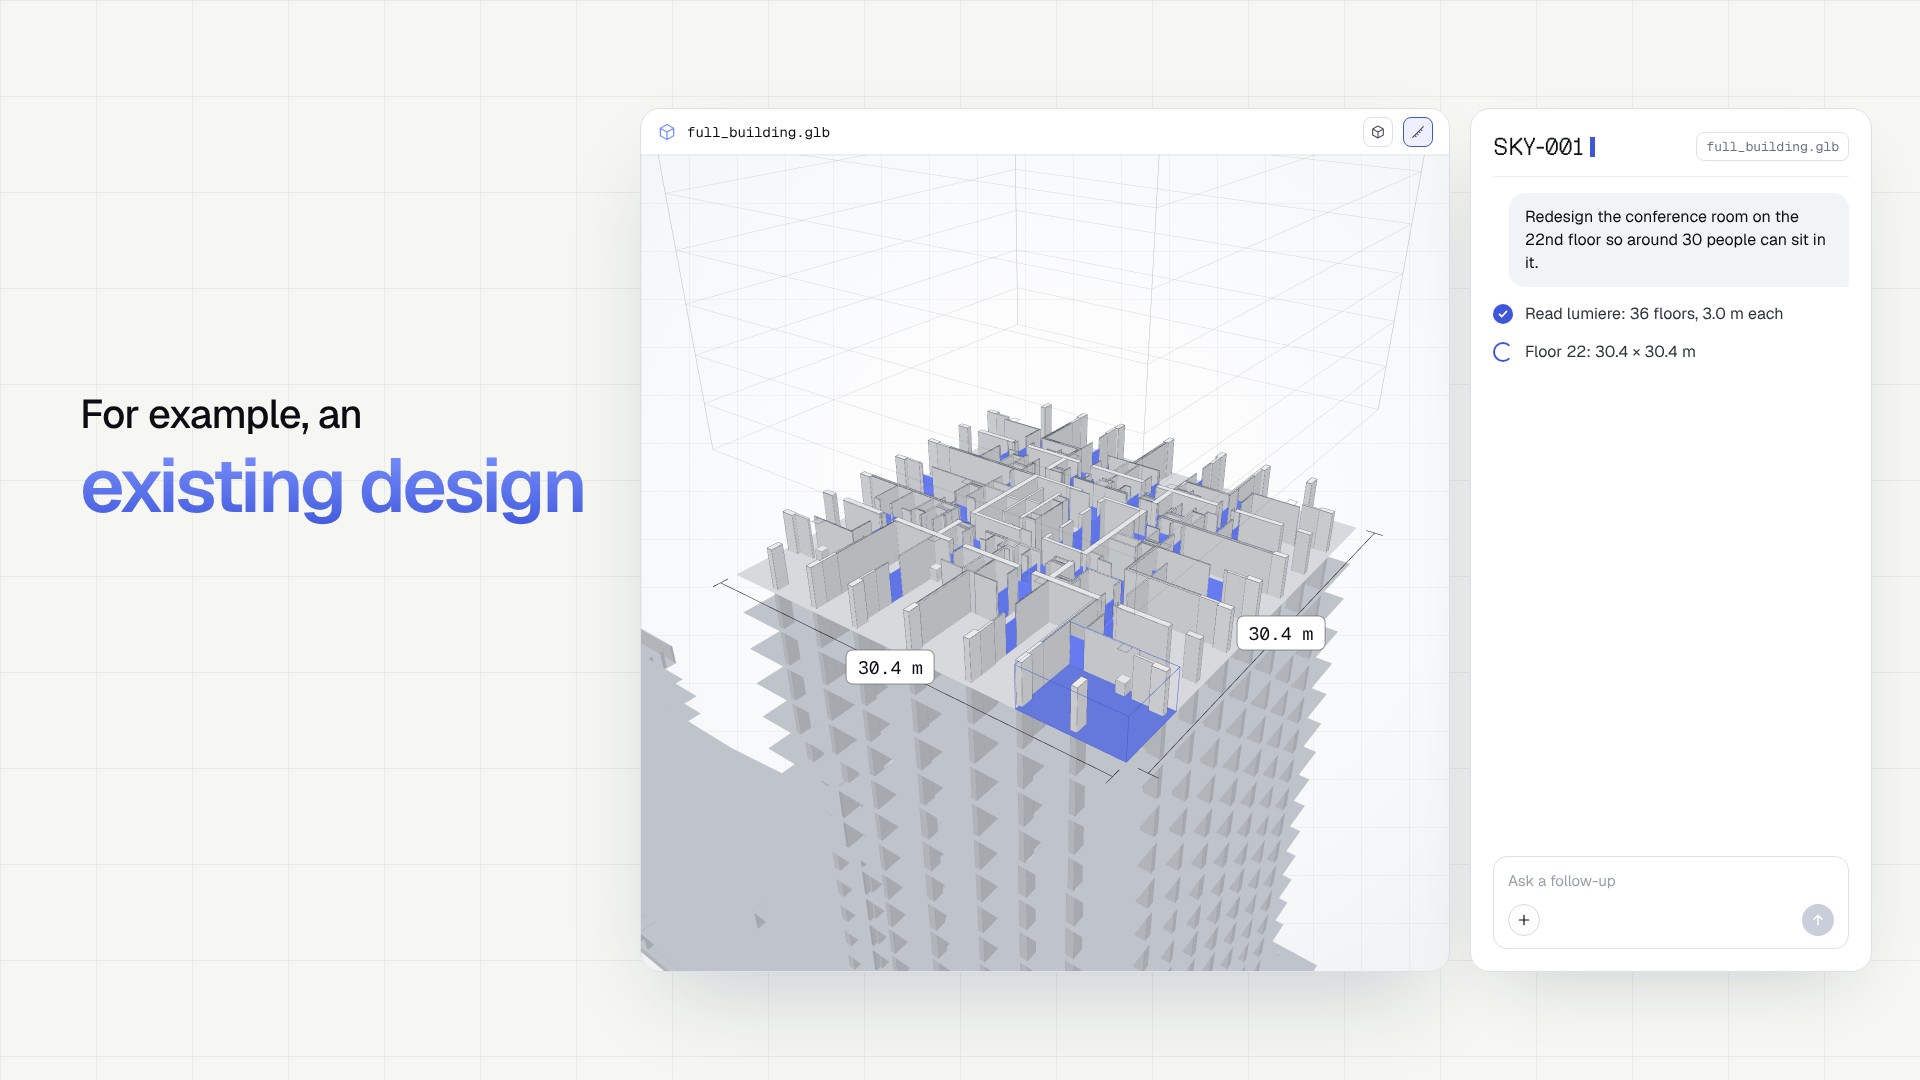 For example, an
existing design
full_building.glb
30.4 m
30.4 m
SKY-001
full_building.glb
Redesign the conference room on the
22nd floor so around 30 people can sit in
it.
Read lumiere: 36 floors, 3.0 m each
Floor 22: 30.4 × 30.4 m
Ask a follow-up